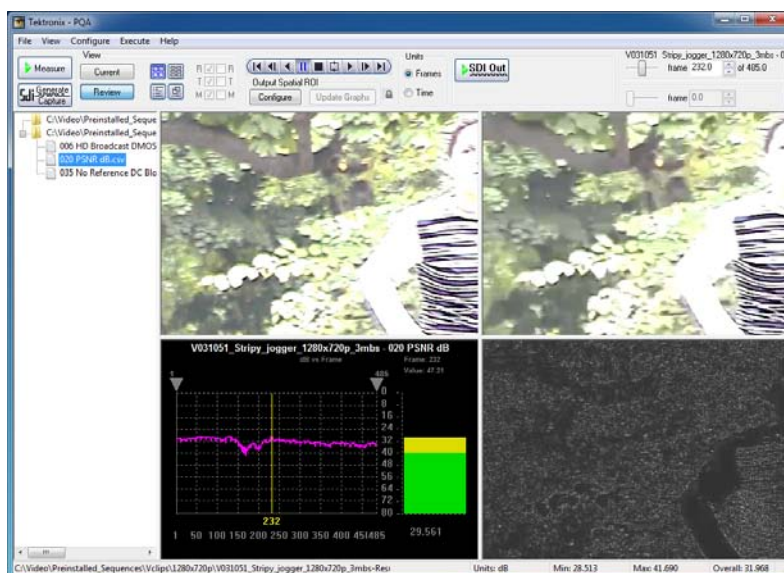 Tektronix - PQA
File View Configure Execute Help
View
Units
V031051_Stripy_jogger_1280x720p_3mbs - 0
Measure
Current
R R
T T
M M
Frames
Time
SDI Out
frame 232.0 of 485.0
Output Spatial ROI
Sdi Generate Capture
Review
Configure
Update Graphs
frame 0.0
C:\Video\Preinstalled_Seque
C:\Video\Preinstalled_Seque
006 HD Broadcast DMOS
020 PSNR dB.csv
035 No Reference DC Blo
V031051_Stripy_jogger_1280x720p_3mbs - 020 PSNR dB
dB vs Frame
Frame: 232
1
485
0
8
16
24
32
40
48
56
64
72
80
232
1 50 100 150 200 250 300 350 400 451485
29.561
C:\Video\Preinstalled_Sequences\Vclips\1280x720p\V031051_Stripy_jogger_1280x720p_3mbs-Resu
Units: dB
Min: 28.513
Max: 41.690
Overall: 31.968